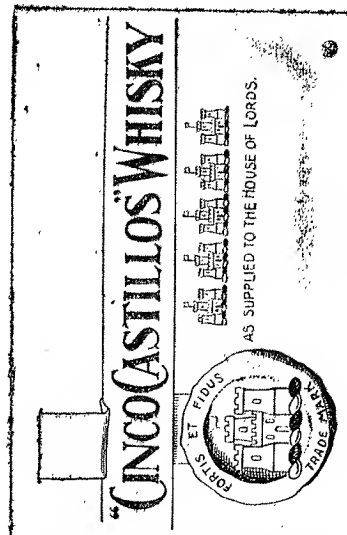 "CINCO CASTILLOS" WHISKY
AS SUPPLIED TO THE HOUSE OF LORDS.
FORTIS ET FIDUS
TRADE MARK